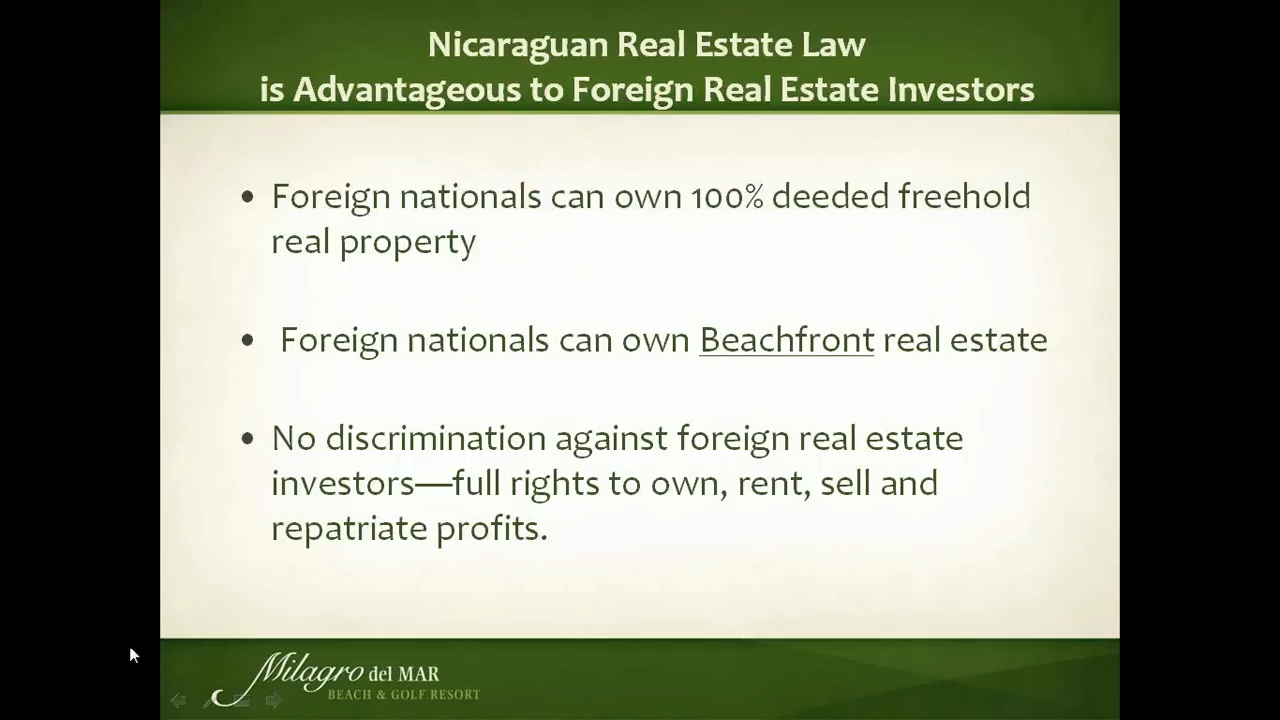 Nicaraguan Real Estate Law
is Advantageous to Foreign Real Estate Investors
• Foreign nationals can own 100% deeded freehold
real property
• Foreign nationals can own Beachfront real estate
• No discrimination against foreign real estate
investors—full rights to own, rent, sell and
repatriate profits.
Milagro del MAR
BEACH & GOLF RESORT